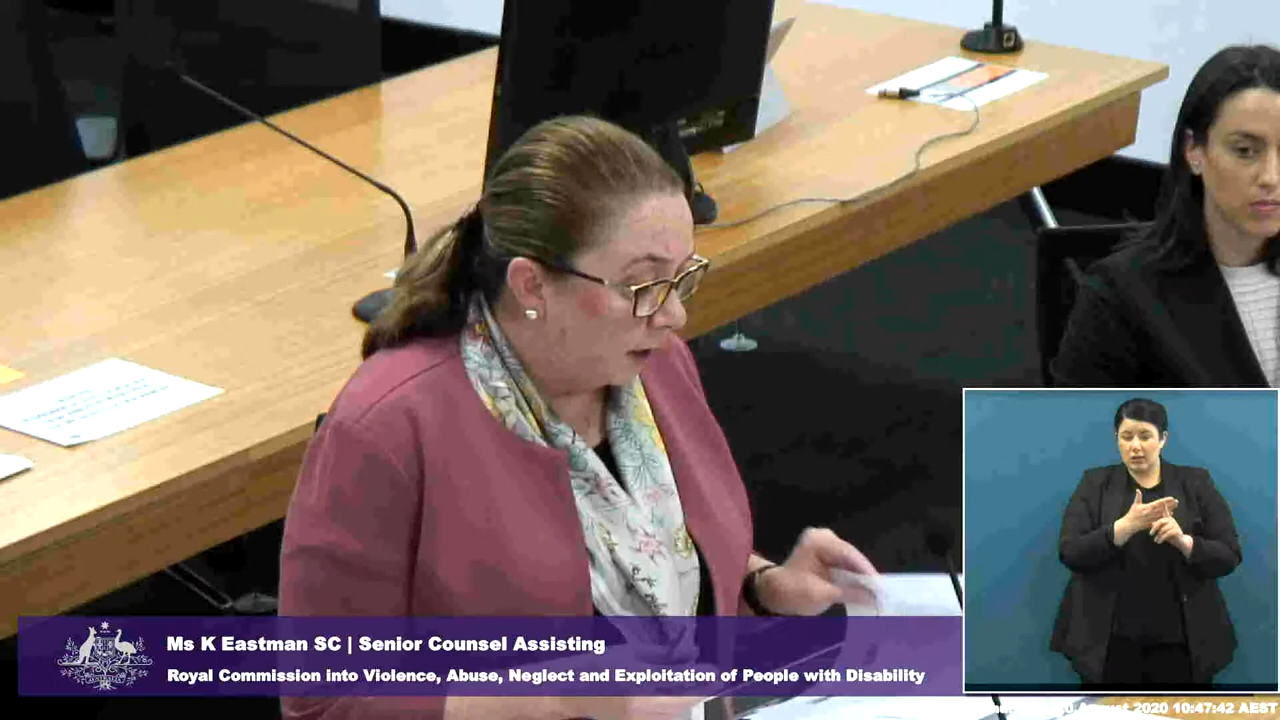 Ms K Eastman SC | Senior Counsel Assisting
Royal Commission into Violence, Abuse, Neglect and Exploitation of People with Disability
August 2020 10:47:42 AEST